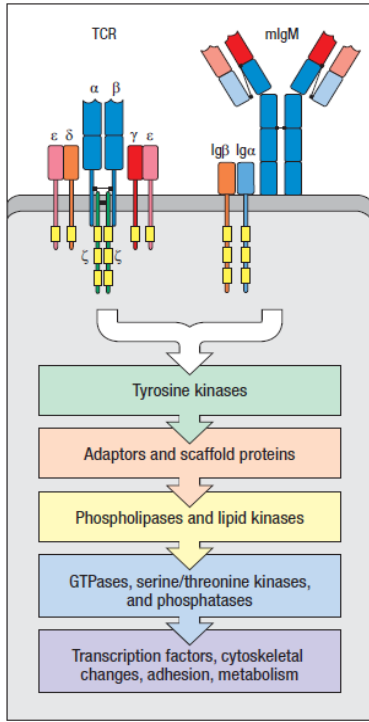 TCR
mIgM
α β
ε δ
γ ε
Igβ Igα
ζ ζ
Tyrosine kinases
Adaptors and scaffold proteins
Phospholipases and lipid kinases
GTPases, serine/threonine kinases,
and phosphatases
Transcription factors, cytoskeletal
changes, adhesion, metabolism